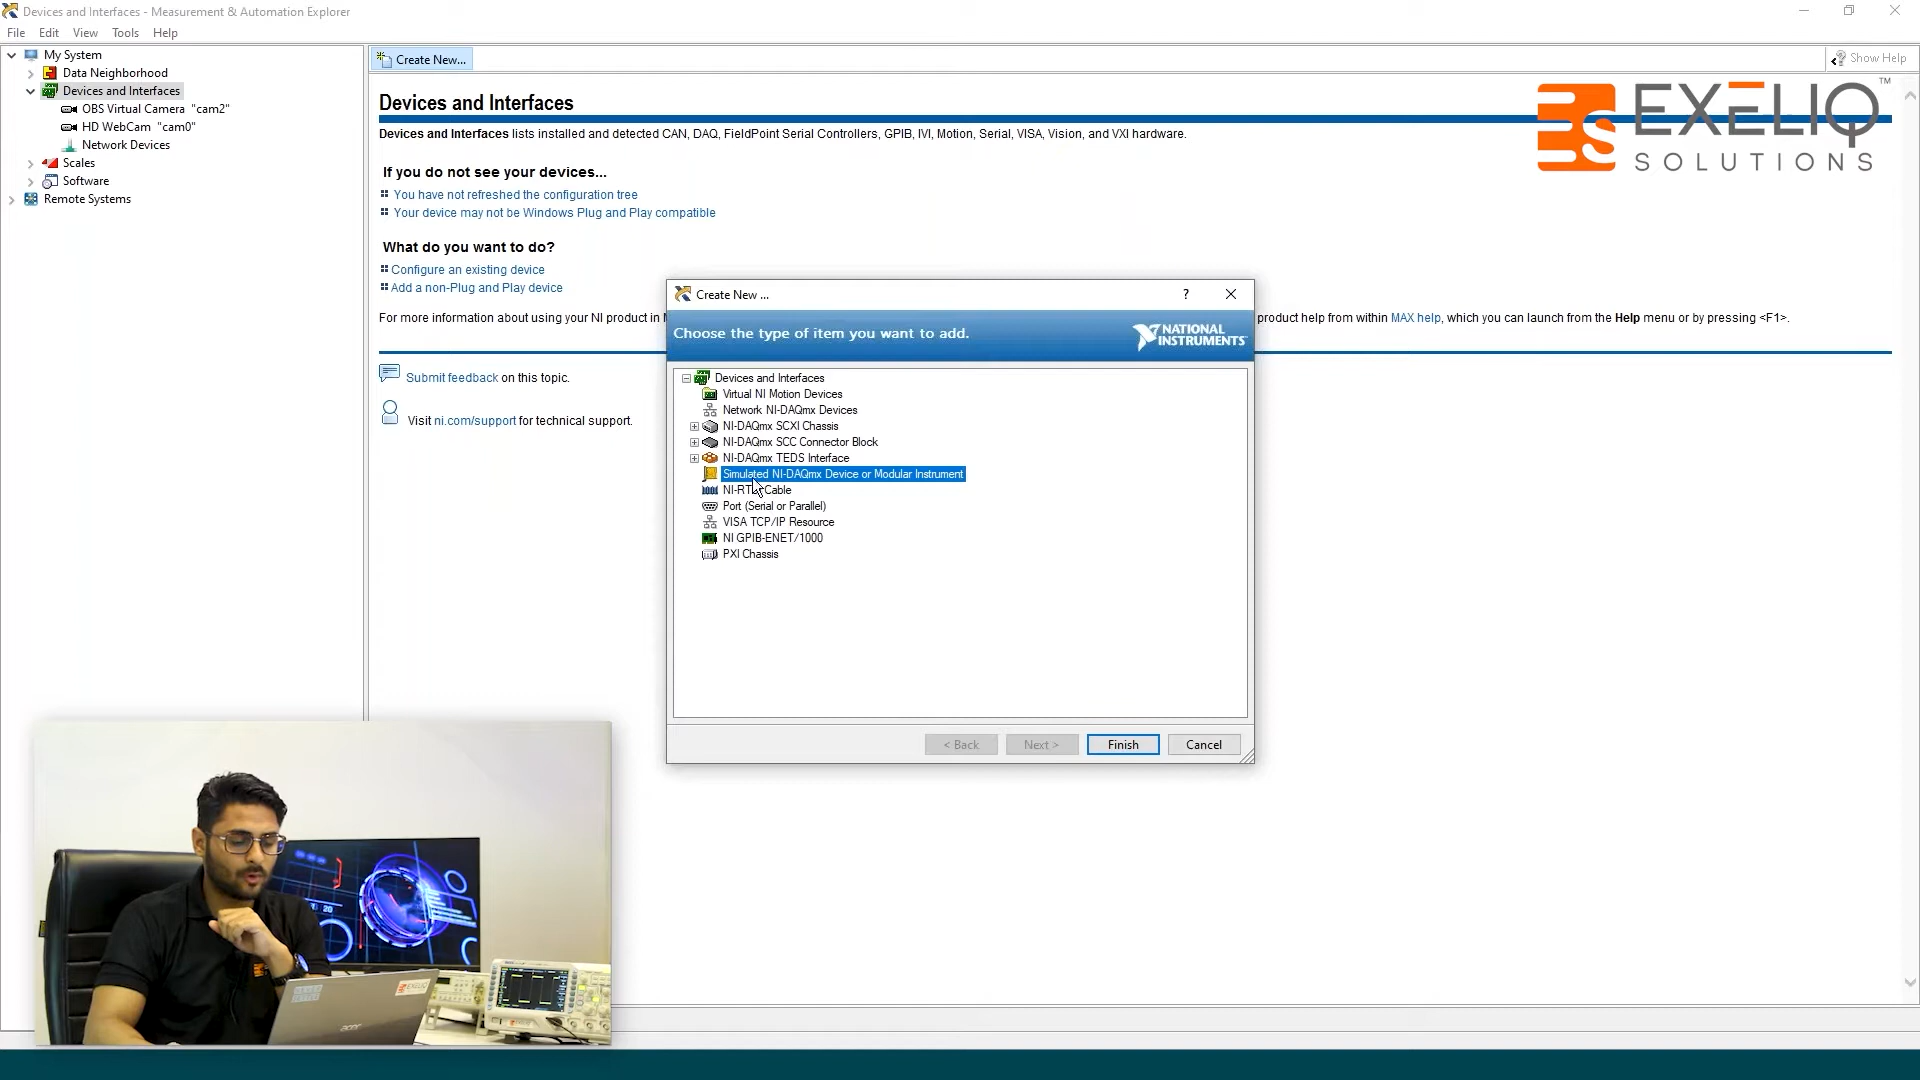 Devices and Interfaces - Measurement & Automation Explorer
File Edit View Tools Help
My System
Data Neighborhood
Devices and Interfaces
OBS Virtual Camera "cam2"
HD WebCam "cam0"
Network Devices
Scales
Software
Remote Systems
Create New...
Show Help
Devices and Interfaces
Devices and Interfaces lists installed and detected CAN, DAQ, FieldPoint Serial Controllers, GPIB, IVI, Motion, Serial, VISA, Vision, and VXI hardware.
EXELIQ
SOLUTIONS
TM
If you do not see your devices...
You have not refreshed the configuration tree
Your device may not be Windows Plug and Play compatible
What do you want to do?
Configure an existing device
Add a non-Plug and Play device
For more information about using your NI product in
product help from within MAX help, which you can launch from the Help menu or by pressing <F1>.
Submit feedback on this topic.
Visit ni.com/support for technical support.
Create New ...
?
Choose the type of item you want to add.
NATIONAL
INSTRUMENTS
Devices and Interfaces
Virtual NI Motion Devices
Network NI-DAQmx Devices
NI-DAQmx SCXI Chassis
NI-DAQmx SCC Connector Block
NI-DAQmx TEDS Interface
Simulated NI-DAQmx Device or Modular Instrument
Cable
Port (Serial or Parallel)
VISA TCP/IP Resource
NI GPIB-ENET/1000
PXI Chassis
< Back
Next >
Finish
Cancel
EXELIQ
acer